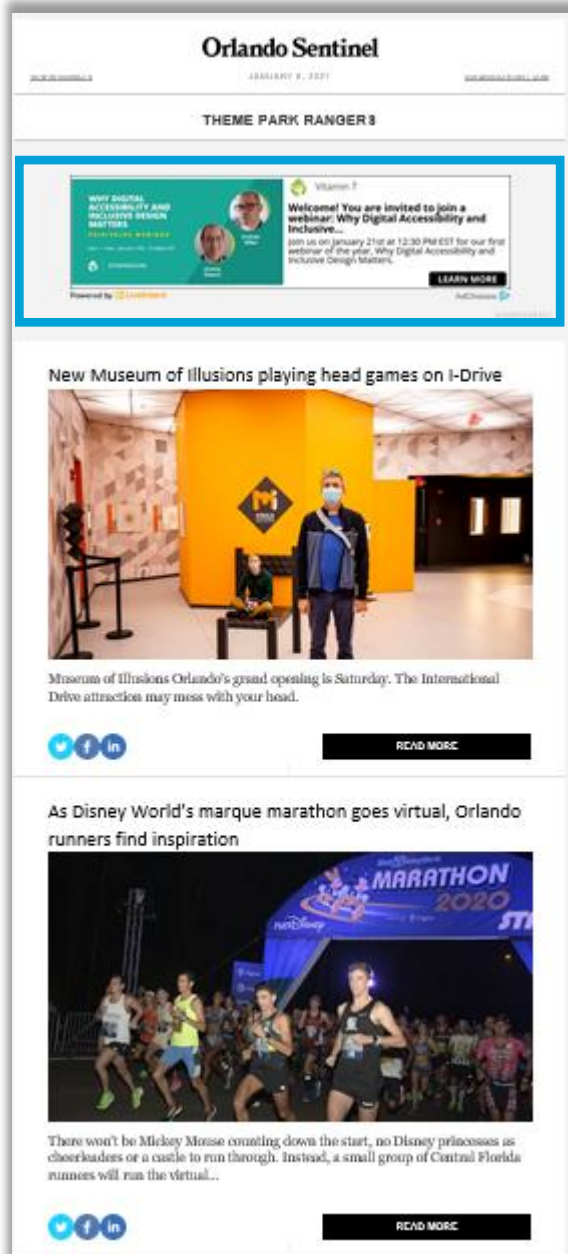 Orlando Sentinel
JANUARY 8, 2021
THEME PARK RANGERS
WHY DIGITAL
ACCESSIBILITY AND
INCLUSIVE DESIGN
MATTERS
Vitamin T
Welcome! You are invited to join a
webinar: Why Digital Accessibility and
Inclusive...
Join us on January 21st at 12:30 PM EST for our first
webinar of the year, Why Digital Accessibility and
Inclusive Design Matters.
LEARN MORE
Powered by LiveIntent
AdChoices
New Museum of Illusions playing head games on I-Drive
Museum of Illusions Orlando's grand opening is Saturday. The International
Drive attraction may mess with your head.
READ MORE
As Disney World's marque marathon goes virtual, Orlando
runners find inspiration
MARATHON
2020
runDisney
There won't be Mickey Mouse counting down the start, no Disney princesses as
cheerleaders or a castle to run through. Instead, a small group of Central Florida
runners will run the virtual...
READ MORE